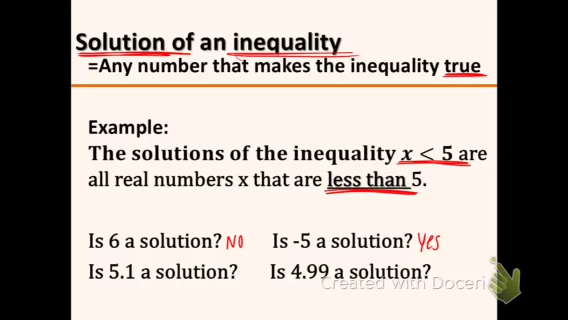 Solution of an inequality
=Any number that makes the inequality true
Example:
The solutions of the inequality x < 5 are
all real numbers x that are less than 5.
Is 6 a solution? NO Is -5 a solution? Yes
Is 5.1 a solution? Is 4.99 a solution?
Created with Doceri